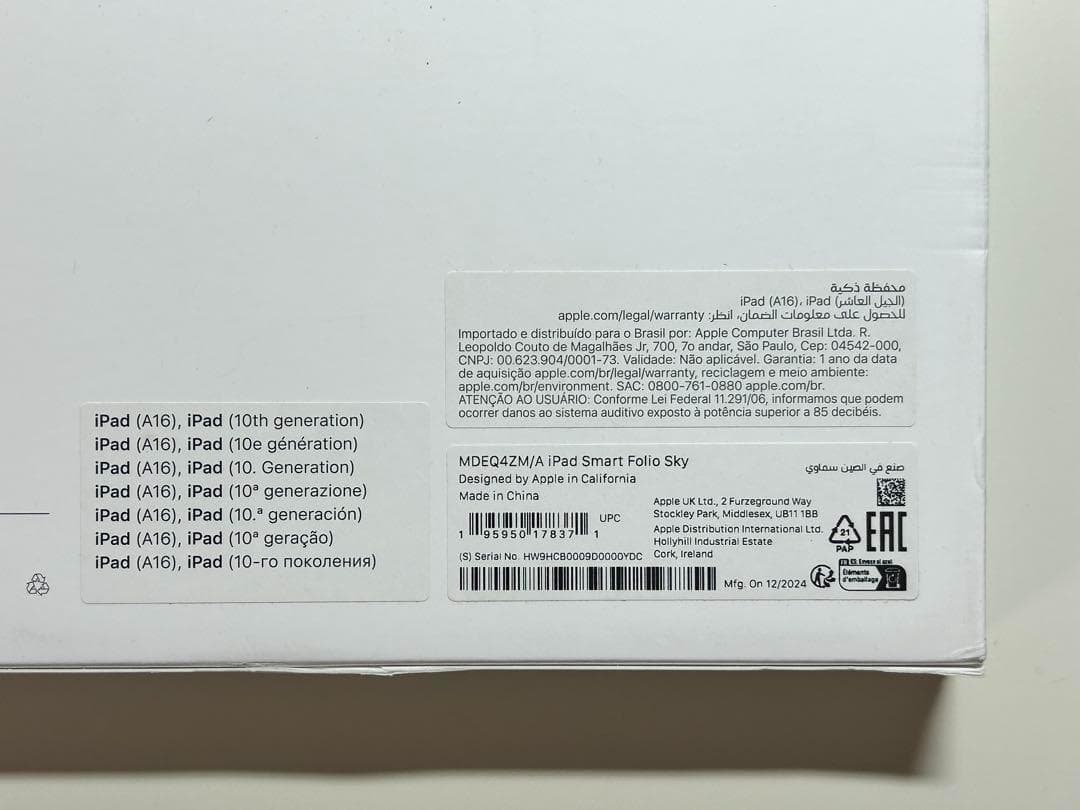 محفظة ذكية
iPad (A16)، iPad (الجيل العاشر)
للحصول على معلومات الضمان، انظر: apple.com/legal/warranty
Importado e distribuído para o Brasil por: Apple Computer Brasil Ltda. R.
Leopoldo Couto de Magalhães Jr, 700, 7o andar, São Paulo, Cep: 04542-000,
CNPJ: 00.623.904/0001-73. Validade: Não aplicável. Garantia: 1 ano da data
de aquisição apple.com/br/legal/warranty, reciclagem e meio ambiente:
apple.com/br/environment. SAC: 0800-761-0880 apple.com/br.
ATENÇÃO AO USUÁRIO: Conforme Lei Federal 11.291/06, informamos que podem
ocorrer danos ao sistema auditivo exposto à potência superior a 85 decibéis.
iPad (A16), iPad (10th generation)
iPad (A16), iPad (10e génération)
iPad (A16), iPad (10. Generation)
iPad (A16), iPad (10ª generazione)
iPad (A16), iPad (10.ª generación)
iPad (A16), iPad (10ª geração)
iPad (A16), iPad (10-го поколения)
MDEQ4ZM/A iPad Smart Folio Sky
صنع في الصين سماوي
Designed by Apple in California
Made in China
1 95950 17837 1
UPC
(S) Serial No. HW9HCB0009D0000YDC
Apple UK Ltd., 2 Furzeground Way
Stockley Park, Middlesex, UB11 1BB
Apple Distribution International Ltd.
Hollyhill Industrial Estate
Cork, Ireland
21
PAP
EAC
Mfg. On 12/2024
FR ES: Envase al azul
Éléments
d'emballage